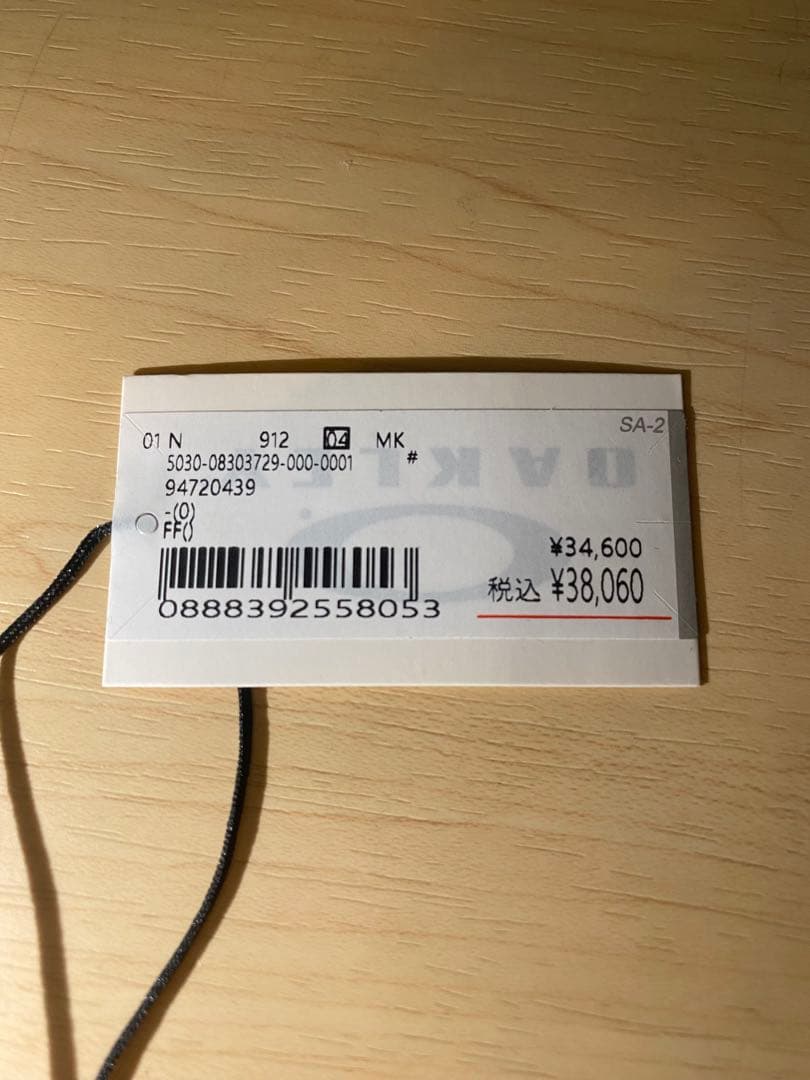 SA-2
01 N 912 04 MK
5030-08303729-000-0001 #
94720439
-(0)
FF()
¥34,600
税込 ¥38,060
0888392558053
OAKLEY